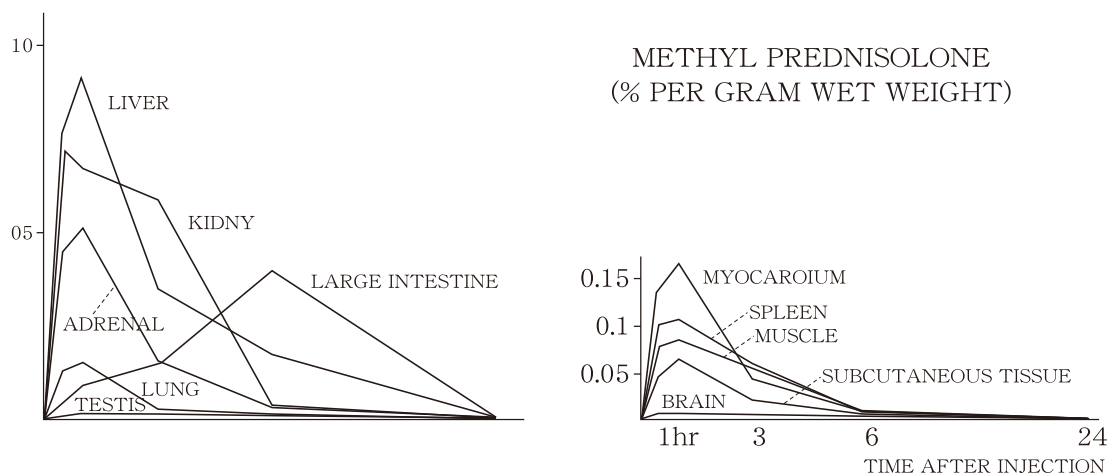 10
LIVER
KIDNY
05
LARGE INTESTINE
ADRENAL
LUNG
TESTIS
METHYL PREDNISOLONE
(% PER GRAM WET WEIGHT)
0.15
MYOCAROIUM
SPLEEN
0.1
MUSCLE
0.05
SUBCUTANEOUS TISSUE
BRAIN
1hr 3 6 24
TIME AFTER INJECTION